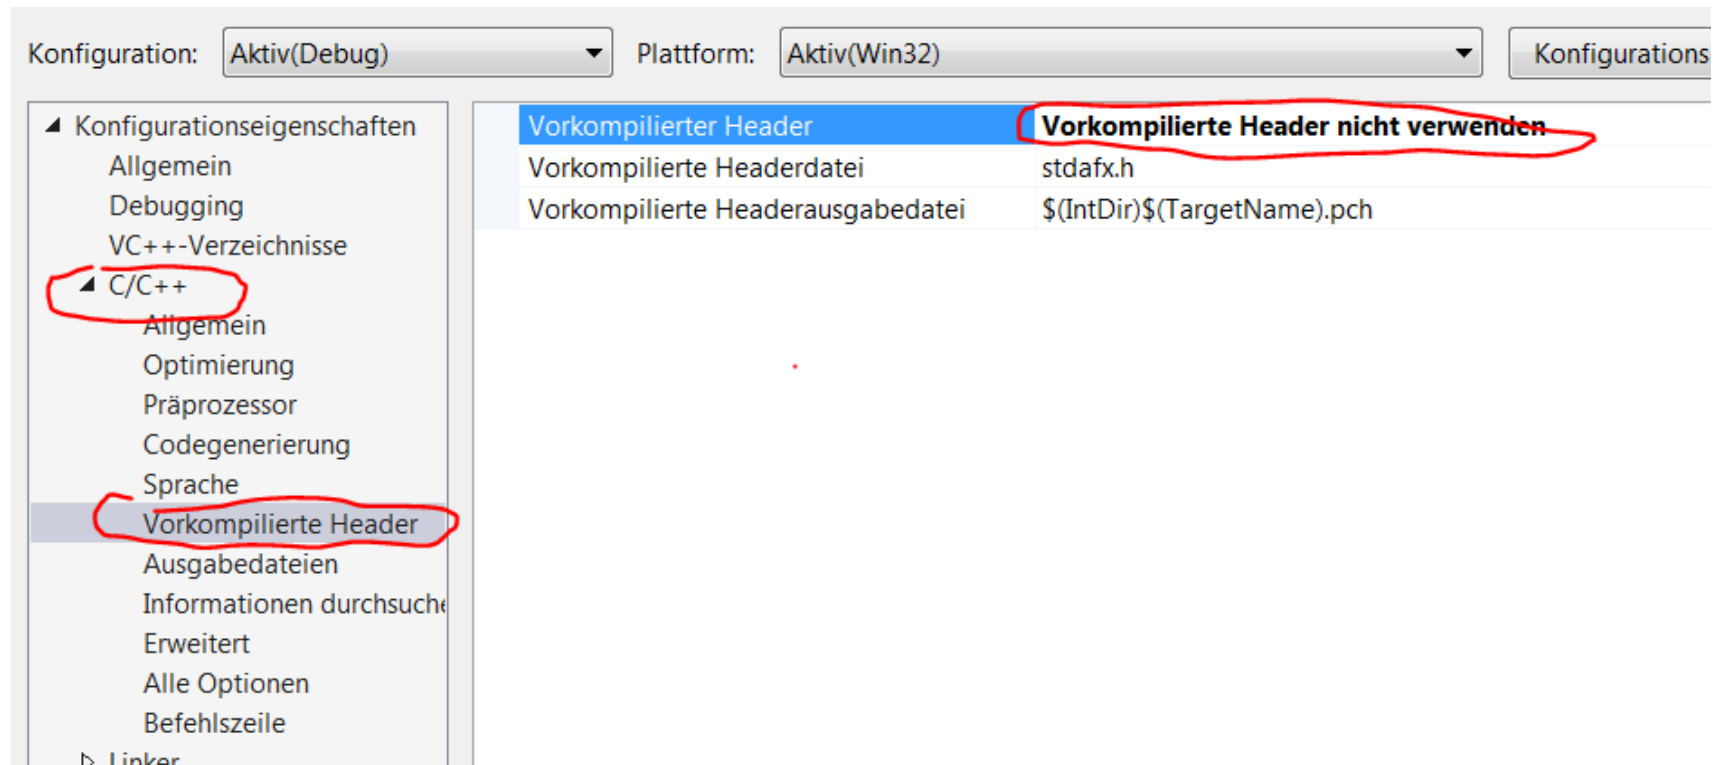 Konfiguration: Aktiv(Debug) Plattform: Aktiv(Win32) Konfigurations
Konfigurationseigenschaften
Allgemein
Debugging
VC++-Verzeichnisse
C/C++
Allgemein
Optimierung
Präprozessor
Codegenerierung
Sprache
Vorkompilierte Header
Ausgabedateien
Informationen durchsuche
Erweitert
Alle Optionen
Befehlszeile
Linker
Vorkompilierter Header Vorkompilierte Header nicht verwenden
Vorkompilierte Headerdatei stdafx.h
Vorkompilierte Headerausgabedatei $(IntDir)$(TargetName).pch